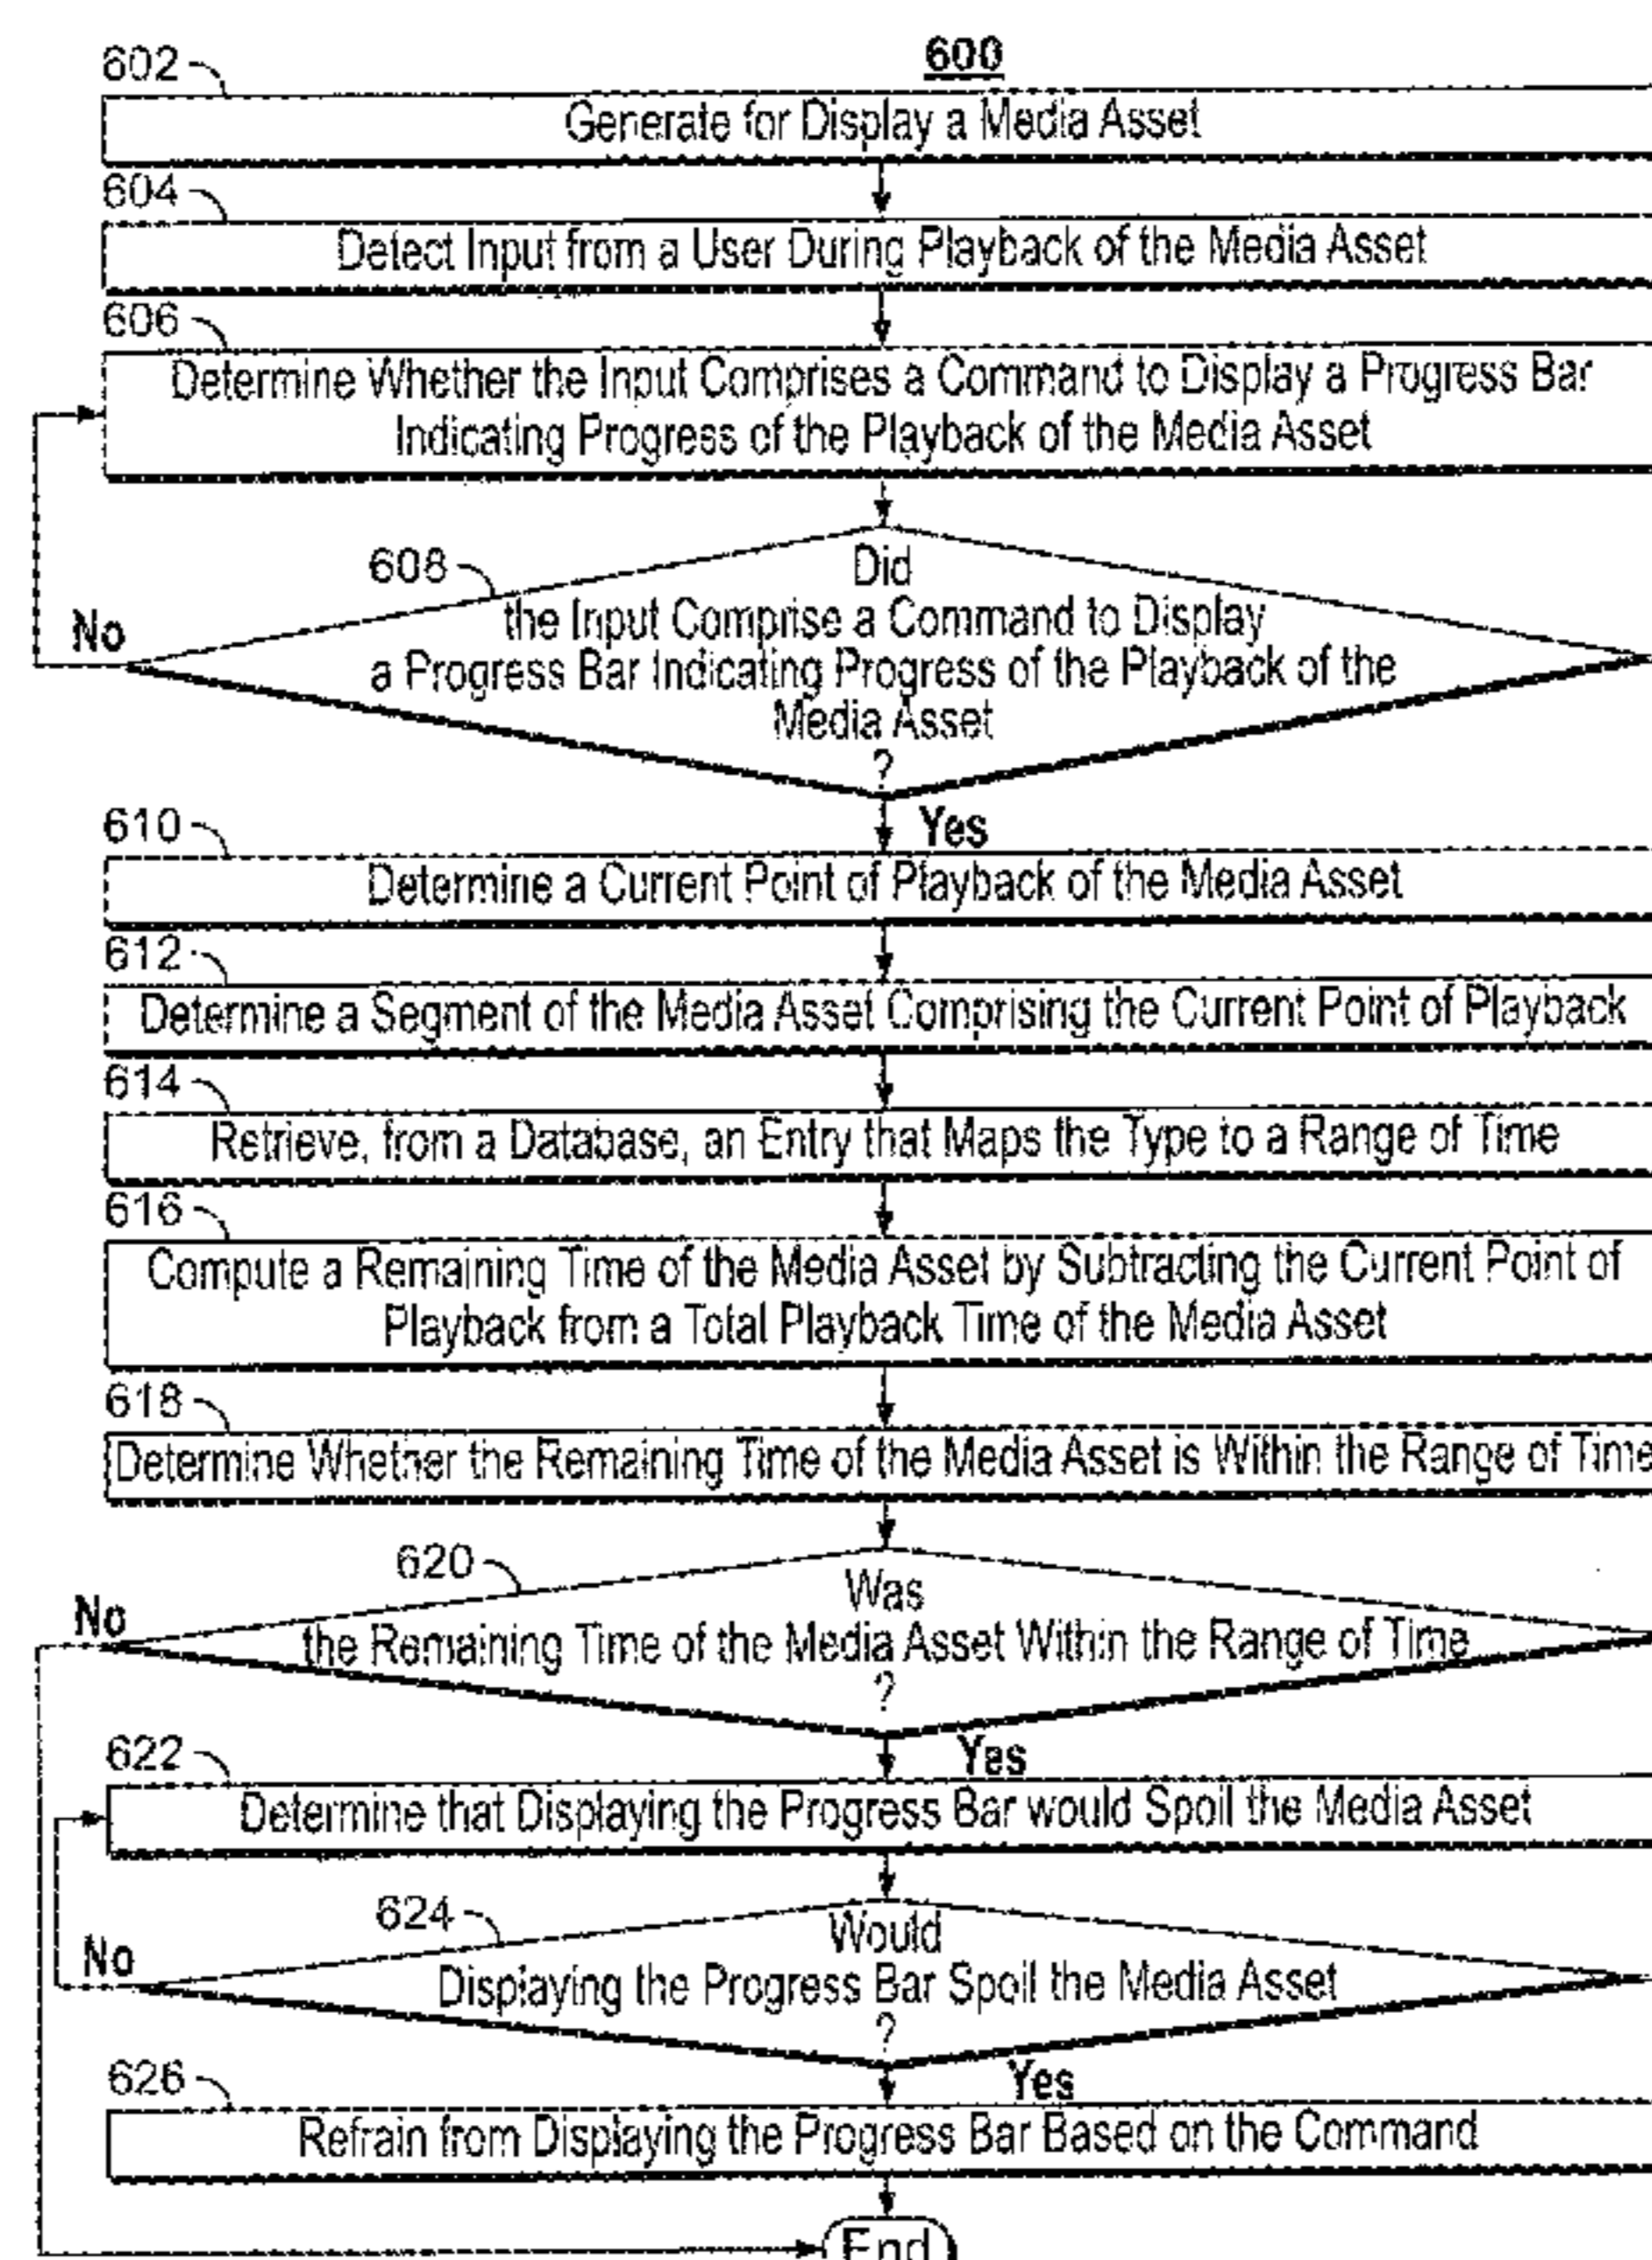 600
602
Generate for Display a Media Asset
604
Detect Input from a User During Playback of the Media Asset
606
Determine Whether the Input Comprises a Command to Display a Progress Bar
Indicating Progress of the Playback of the Media Asset
608
Did
the Input Comprise a Command to Display
a Progress Bar Indicating Progress of the Playback of the
Media Asset
?
No
Yes
610
Determine a Current Point of Playback of the Media Asset
612
Determine a Segment of the Media Asset Comprising the Current Point of Playback
614
Retrieve, from a Database, an Entry that Maps the Type to a Range of Time
616
Compute a Remaining Time of the Media Asset by Subtracting the Current Point of
Playback from a Total Playback Time of the Media Asset
618
Determine Whether the Remaining Time of the Media Asset is Within the Range of Time
620
Was
the Remaining Time of the Media Asset Within the Range of Time
?
No
Yes
622
Determine that Displaying the Progress Bar would Spoil the Media Asset
624
Would
Displaying the Progress Bar Spoil the Media Asset
?
No
Yes
626
Refrain from Displaying the Progress Bar Based on the Command
End